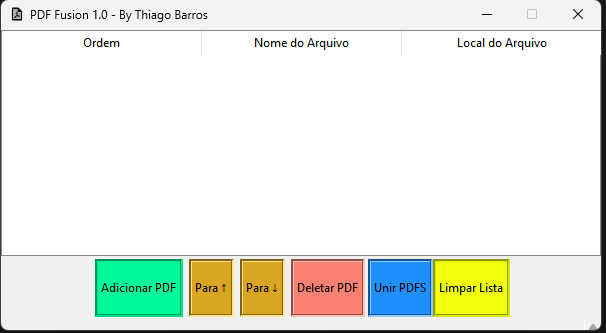 PDF Fusion 1.0 - By Thiago Barros
Ordem Nome do Arquivo Local do Arquivo
Adicionar PDF Para ↑ Para ↓ Deletar PDF Unir PDFS Limpar Lista